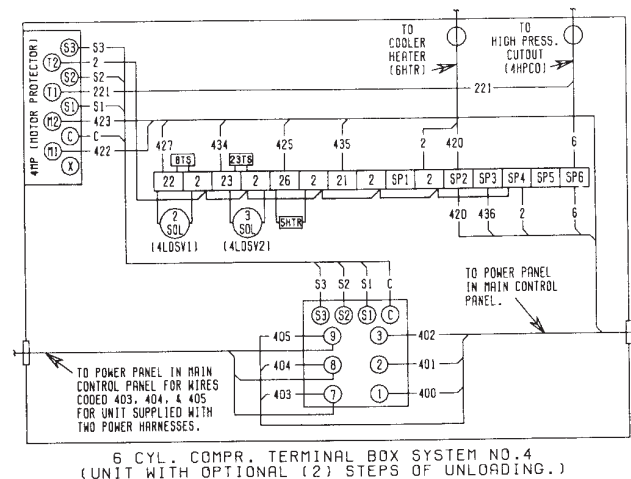 TO
COOLER
HEATER
(6HTR)
TO
HIGH PRESS.
CUTOUT
(4HPCO)
4MP (MOTOR PROTECTOR)
S3 S3
T2 2
S2 S2
T1 221
221
S1 S1
M2 423
C C
M1 422
X
427 434 425 435 2 420 6
8TS 23TS
22 2 23 2 26 2 21 2 SP1 2 SP2 SP3 SP4 SP5 SP6
2
SOL
(4LDSV1)
3
SOL
(4LDSV2)
5HTR
420 436 2 6
S3 S2 S1 C
S3 S2 S1 C
405 9 3 402
404 8 2 401
403 7 1 400
TO POWER PANEL
IN MAIN CONTROL
PANEL.
TO POWER PANEL IN MAIN
CONTROL PANEL FOR WIRES
CODED 403, 404, & 405
FOR UNIT SUPPLIED WITH
TWO POWER HARNESSES.
6 CYL. COMPR. TERMINAL BOX SYSTEM NO.4
(UNIT WITH OPTIONAL (2) STEPS OF UNLOADING.)